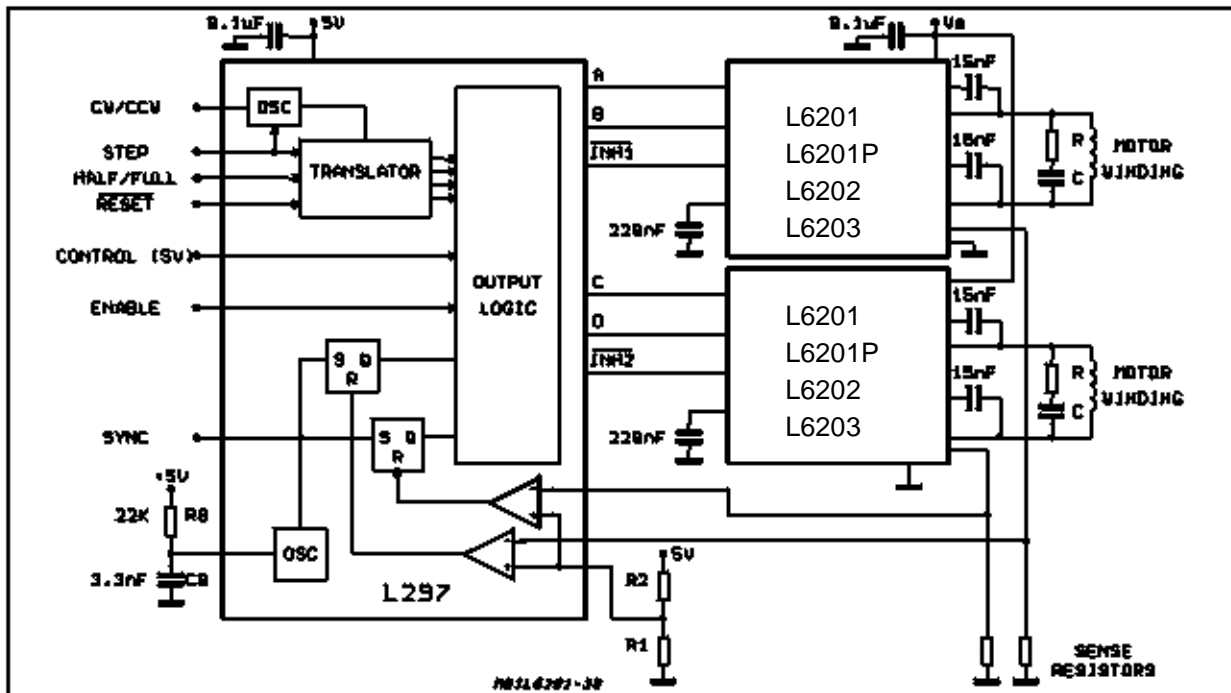 0.1uF
5V
0.1uF
Vs
CW/CCW
OSC
STEP
HALF/FULL
RESET
TRANSLATOR
CONTROL (5V)
ENABLE
OUTPUT
LOGIC
A
B
INH1
220nF
L6201
L6201P
L6202
L6203
15nF
15nF
R
C
MOTOR
WINDING
C
D
INH2
220nF
L6201
L6201P
L6202
L6203
15nF
15nF
R
C
MOTOR
WINDING
S Q
R
S Q
R
SYNC
+5V
22K
R8
3.3nF
C8
OSC
L297
5V
R2
R1
SENSE
RESISTORS